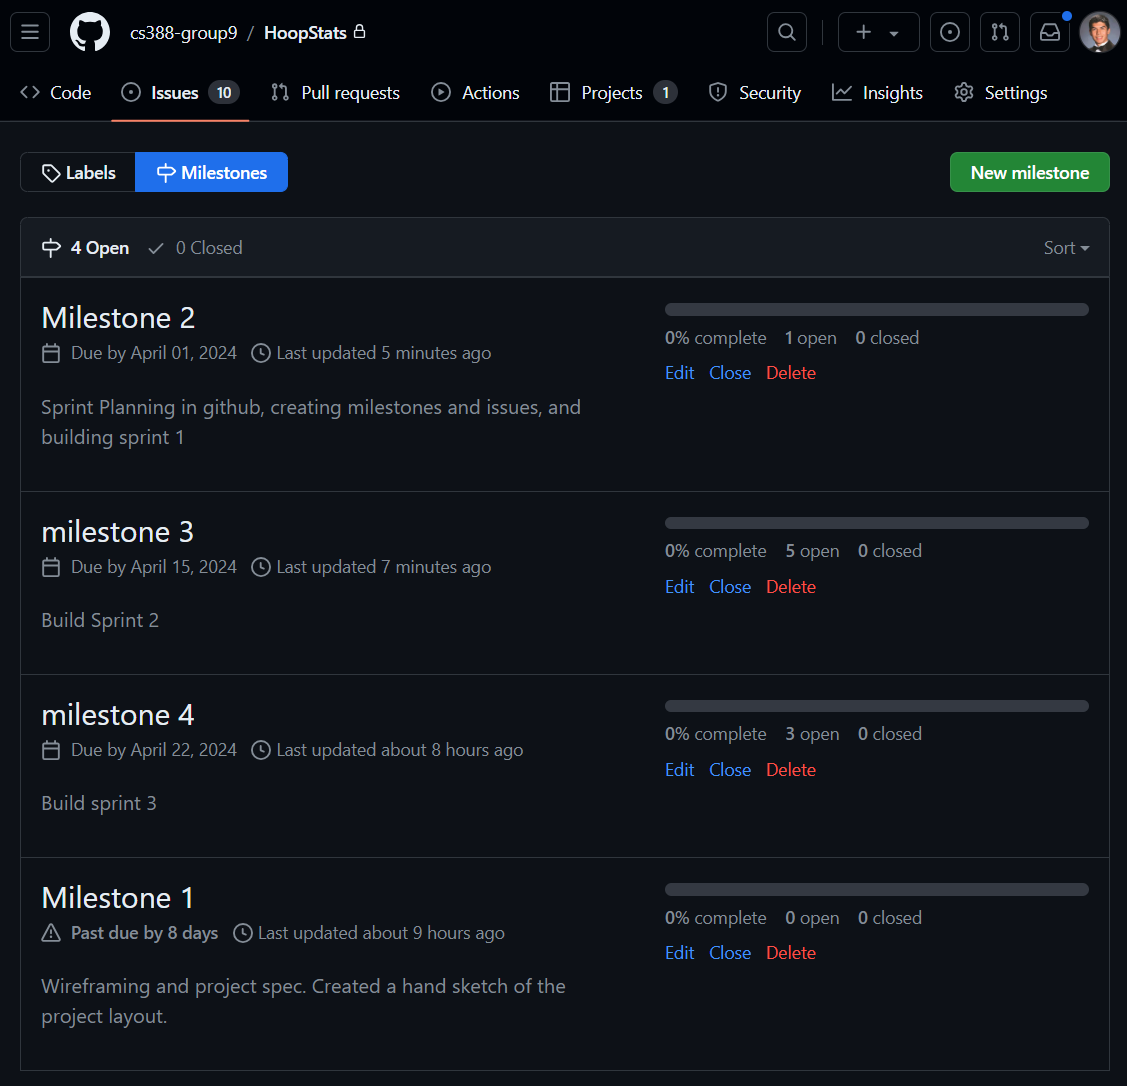 cs388-group9 / HoopStats
Code Issues 10 Pull requests Actions Projects 1 Security Insights Settings
Labels Milestones New milestone
4 Open 0 Closed Sort
Milestone 2
Due by April 01, 2024 Last updated 5 minutes ago
Sprint Planning in github, creating milestones and issues, and
building sprint 1
0% complete 1 open 0 closed
Edit Close Delete
milestone 3
Due by April 15, 2024 Last updated 7 minutes ago
Build Sprint 2
0% complete 5 open 0 closed
Edit Close Delete
milestone 4
Due by April 22, 2024 Last updated about 8 hours ago
Build sprint 3
0% complete 3 open 0 closed
Edit Close Delete
Milestone 1
Past due by 8 days Last updated about 9 hours ago
Wireframing and project spec. Created a hand sketch of the
project layout.
0% complete 0 open 0 closed
Edit Close Delete